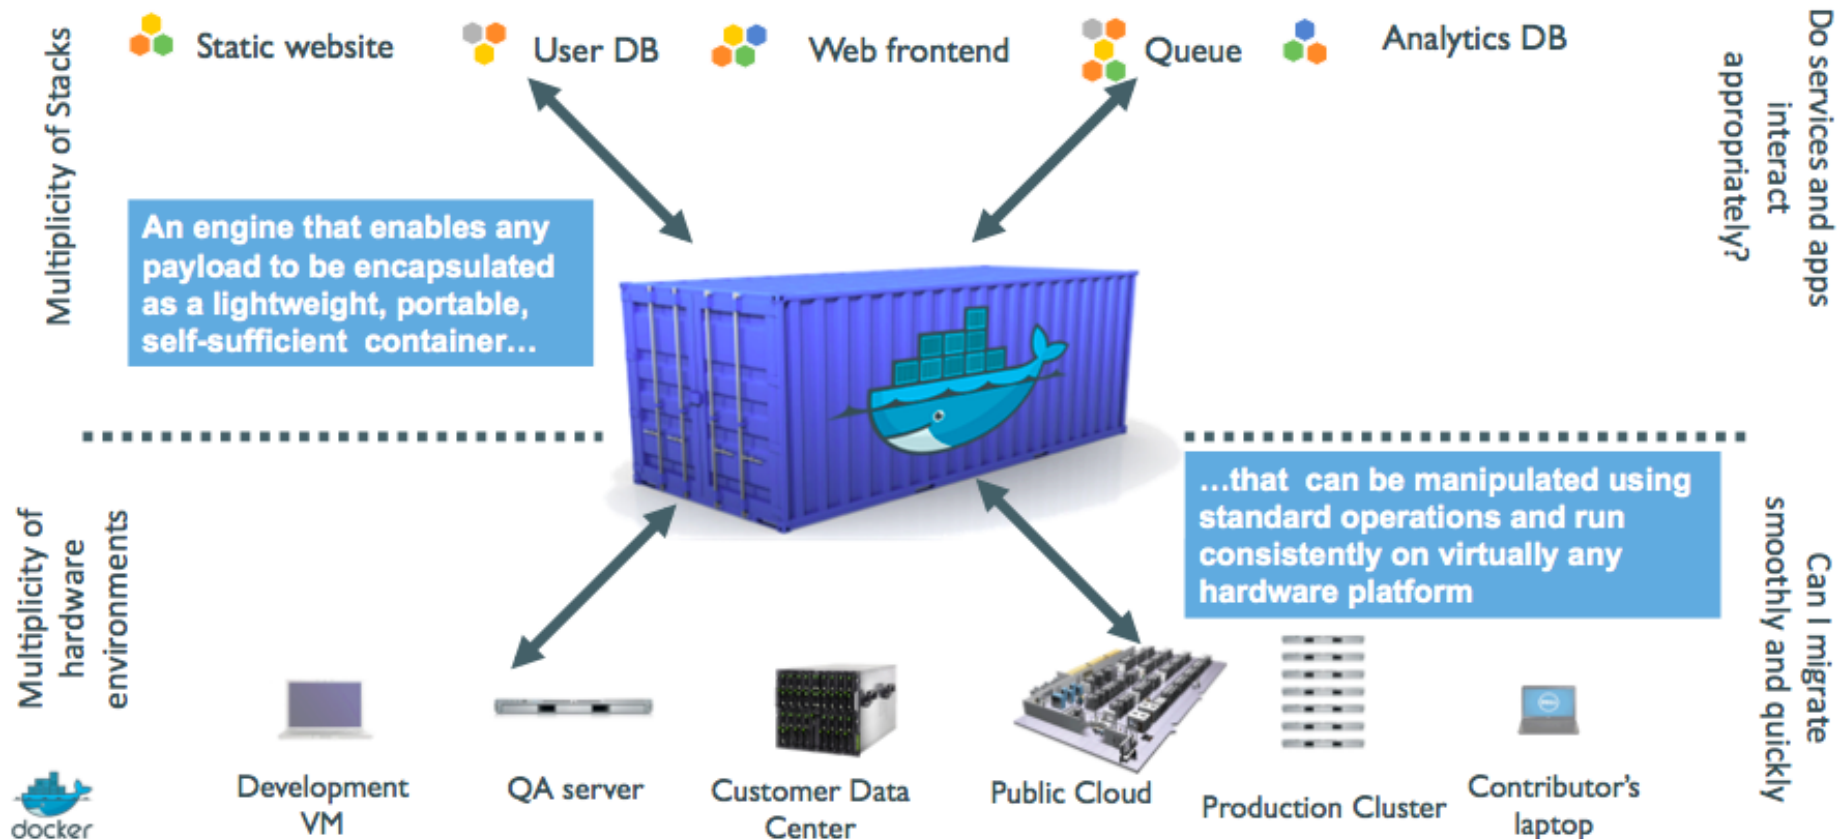 Multiplicity of Stacks
Static website
User DB
Web frontend
Queue
Analytics DB
Do services and apps
interact
appropriately?
An engine that enables any
payload to be encapsulated
as a lightweight, portable,
self-sufficient container…
…that can be manipulated using
standard operations and run
consistently on virtually any
hardware platform
Multiplicity of
hardware
environments
Can I migrate
smoothly and quickly
Development
VM
QA server
Customer Data
Center
Public Cloud
Production Cluster
Contributor’s
laptop
docker